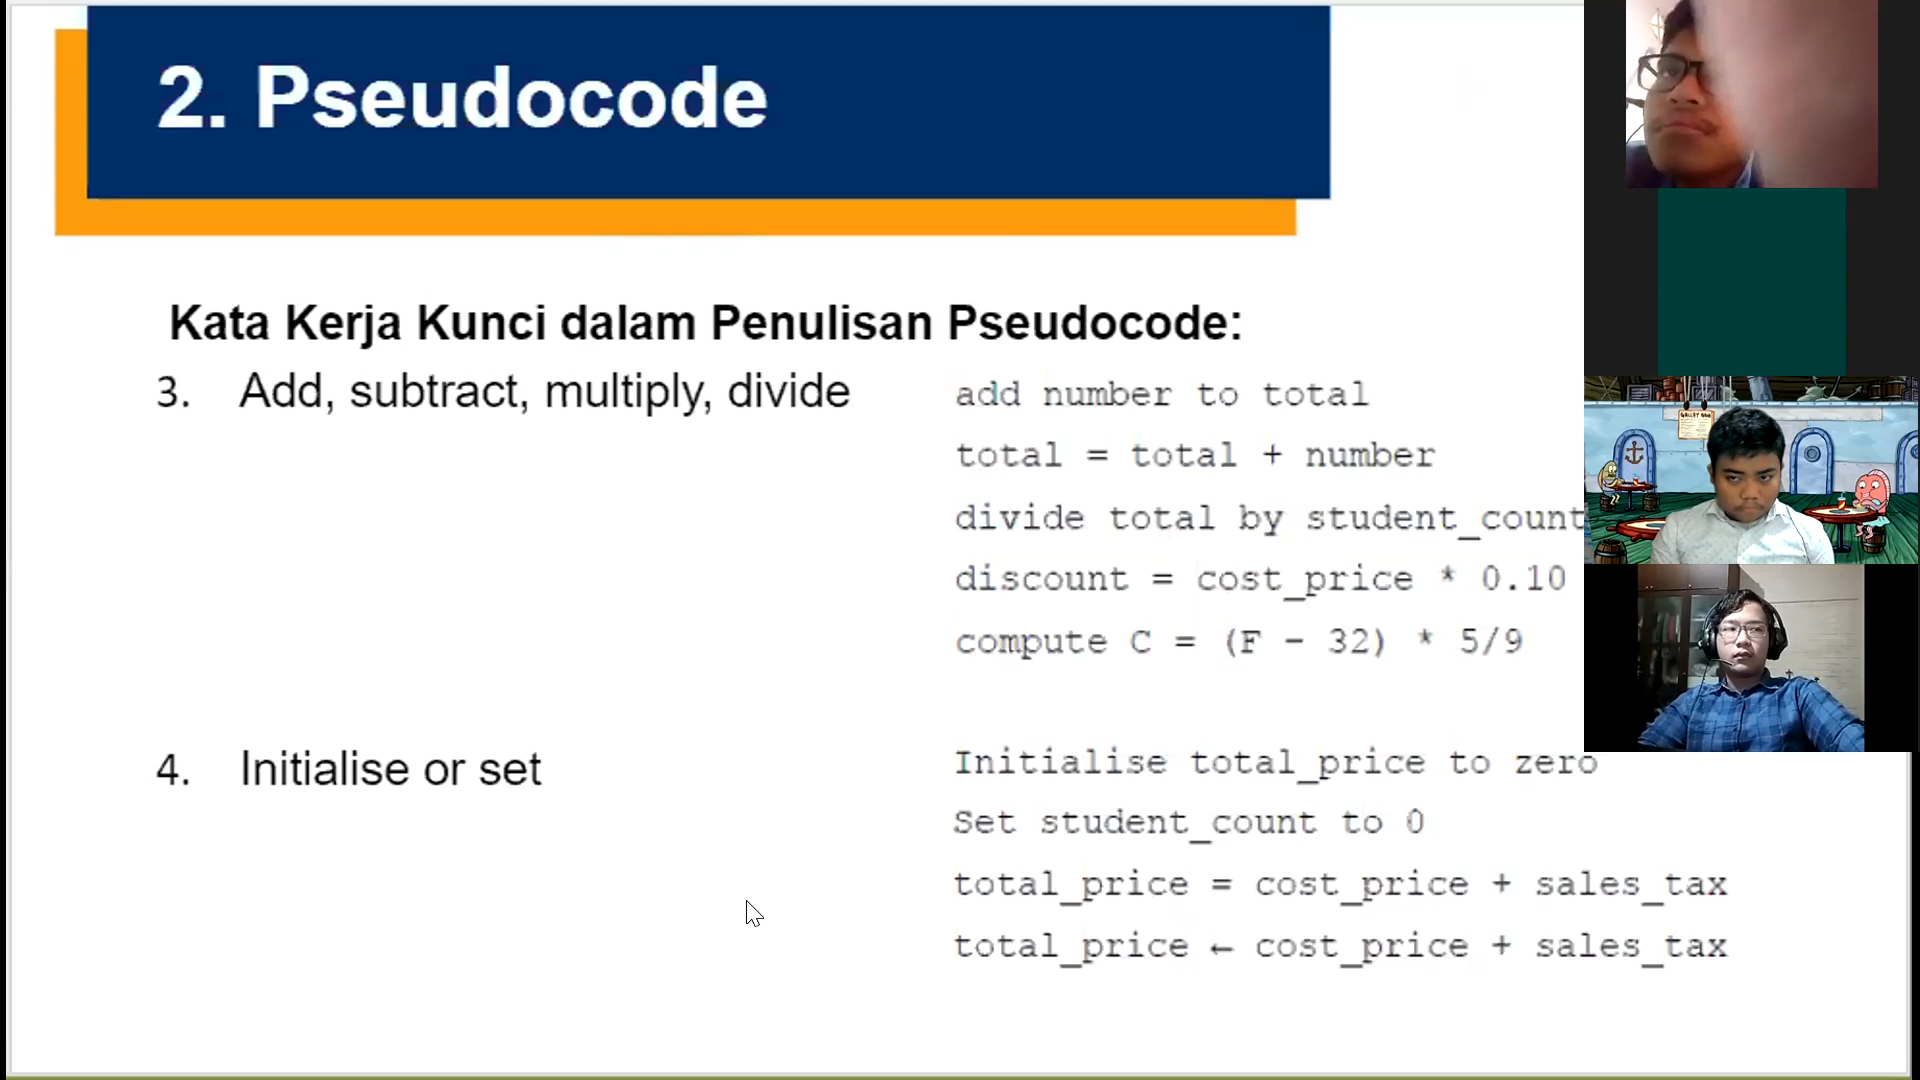 2. Pseudocode
Kata Kerja Kunci dalam Penulisan Pseudocode:
3. Add, subtract, multiply, divide
add number to total
total = total + number
divide total by student_count
discount = cost_price * 0.10
compute C = (F - 32) * 5/9
4. Initialise or set
Initialise total_price to zero
Set student_count to 0
total_price = cost_price + sales_tax
total_price ← cost_price + sales_tax